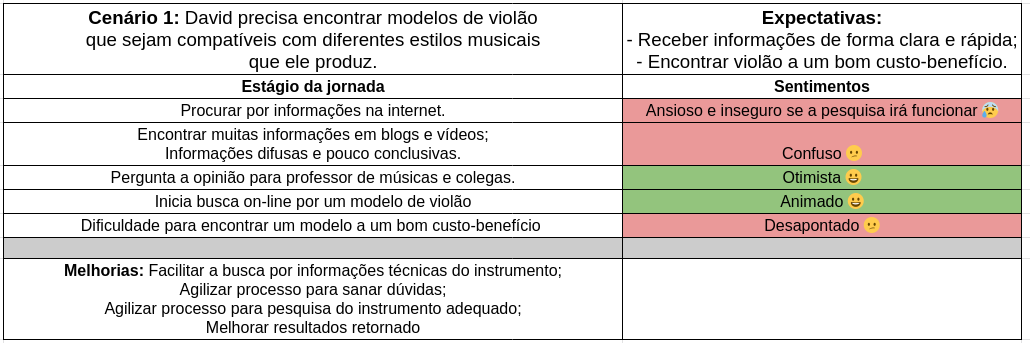 Cenário 1: David precisa encontrar modelos de violão
que sejam compatíveis com diferentes estilos musicais
que ele produz.
Expectativas:
- Receber informações de forma clara e rápida;
- Encontrar violão a um bom custo-benefício.
Estágio da jornada
Sentimentos
Procurar por informações na internet.
Ansioso e inseguro se a pesquisa irá funcionar 😰
Encontrar muitas informações em blogs e vídeos;
Informações difusas e pouco conclusivas.
Confuso 😕
Pergunta a opinião para professor de músicas e colegas.
Otimista 😃
Inicia busca on-line por um modelo de violão
Animado 😃
Dificuldade para encontrar um modelo a um bom custo-benefício
Desapontado 😕
Melhorias: Facilitar a busca por informações técnicas do instrumento;
Agilizar processo para sanar dúvidas;
Agilizar processo para pesquisa do instrumento adequado;
Melhorar resultados retornado